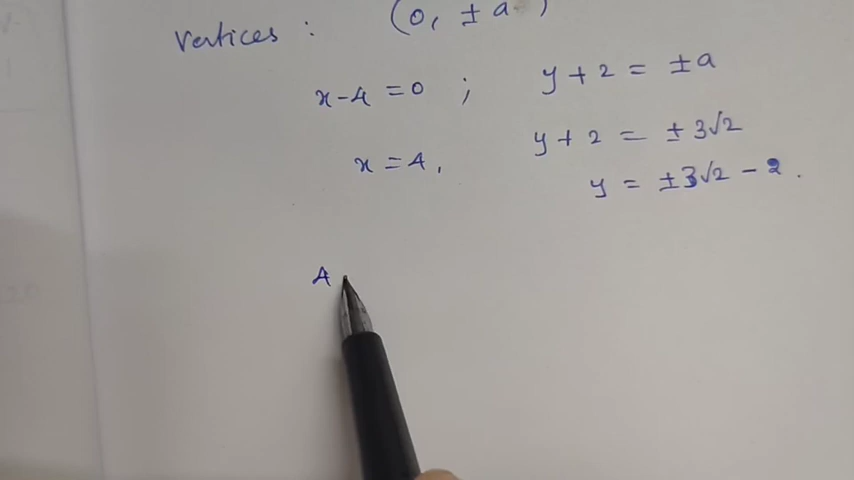 Vertices : (0, ± a )
x-4 = 0 ; y + 2 = ± a
x = 4, y + 2 = ± 3√2
y = ± 3√2 - 2 .
A